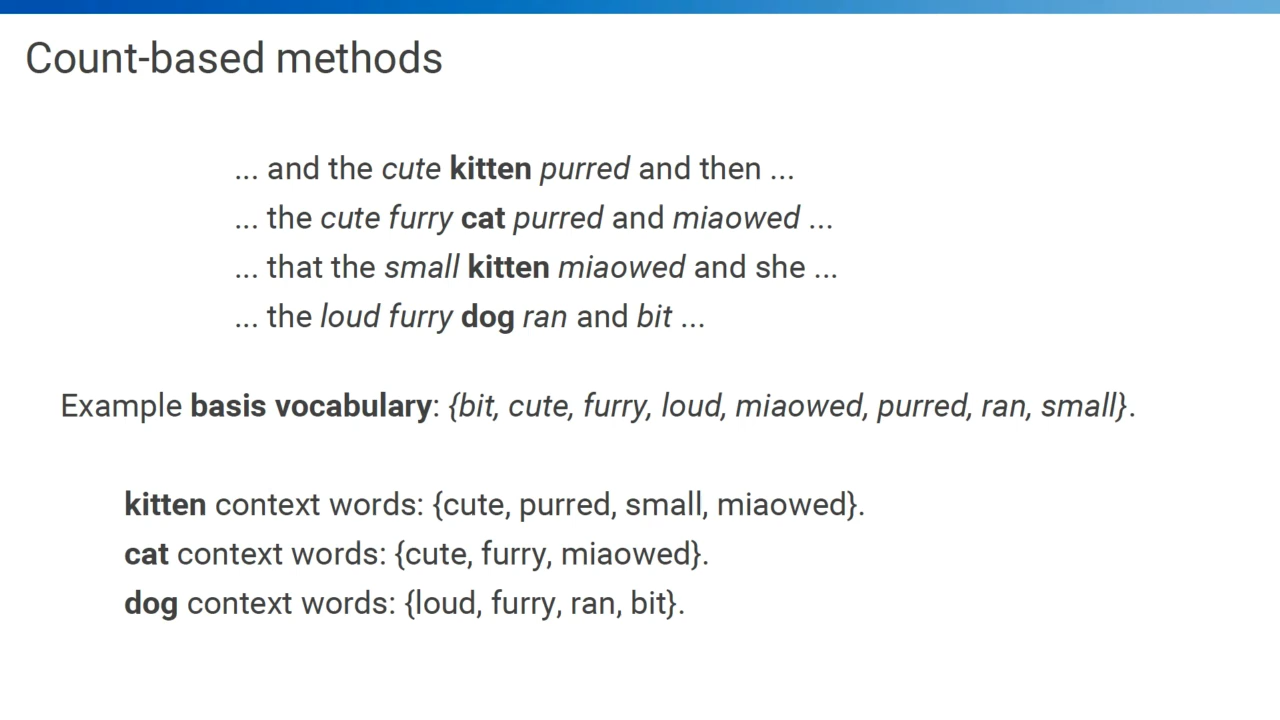 Count-based methods
... and the cute kitten purred and then ...
... the cute furry cat purred and miaowed ...
... that the small kitten miaowed and she ...
... the loud furry dog ran and bit ...
Example basis vocabulary: {bit, cute, furry, loud, miaowed, purred, ran, small}.
kitten context words: {cute, purred, small, miaowed}.
cat context words: {cute, furry, miaowed}.
dog context words: {loud, furry, ran, bit}.